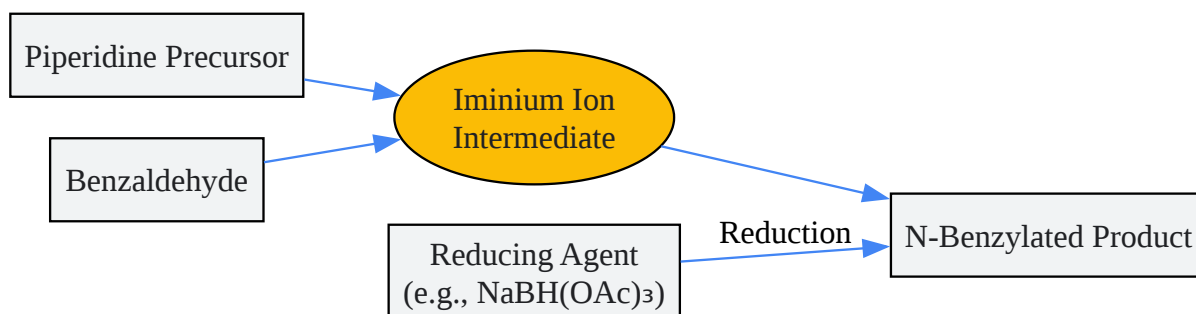 Piperidine Precursor
Benzaldehyde
Iminium Ion
Intermediate
Reducing Agent
(e.g., NaBH(OAc)₃)
Reduction
N-Benzylated Product